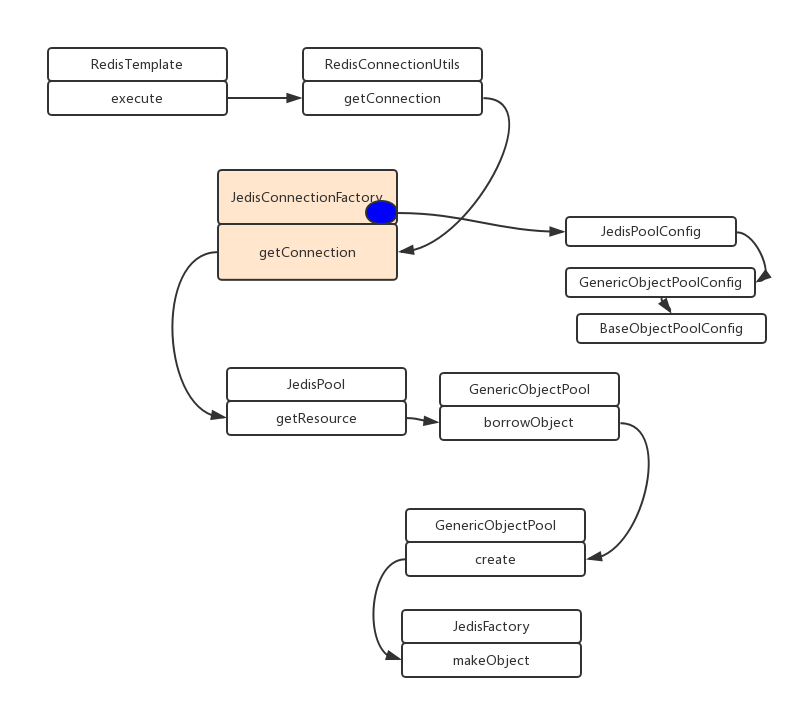 RedisTemplate
execute
RedisConnectionUtils
getConnection
JedisConnectionFactory
getConnection
JedisPoolConfig
GenericObjectPoolConfig
BaseObjectPoolConfig
JedisPool
getResource
GenericObjectPool
borrowObject
GenericObjectPool
create
JedisFactory
makeObject